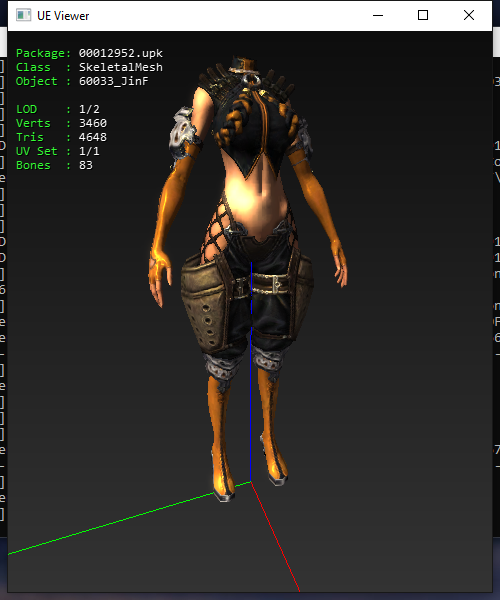 UE Viewer
Package: 00012952.upk
Class : SkeletalMesh
Object : 60033_JinF
LOD : 1/2
Verts : 3460
Tris : 4648
UV Set : 1/1
Bones : 83